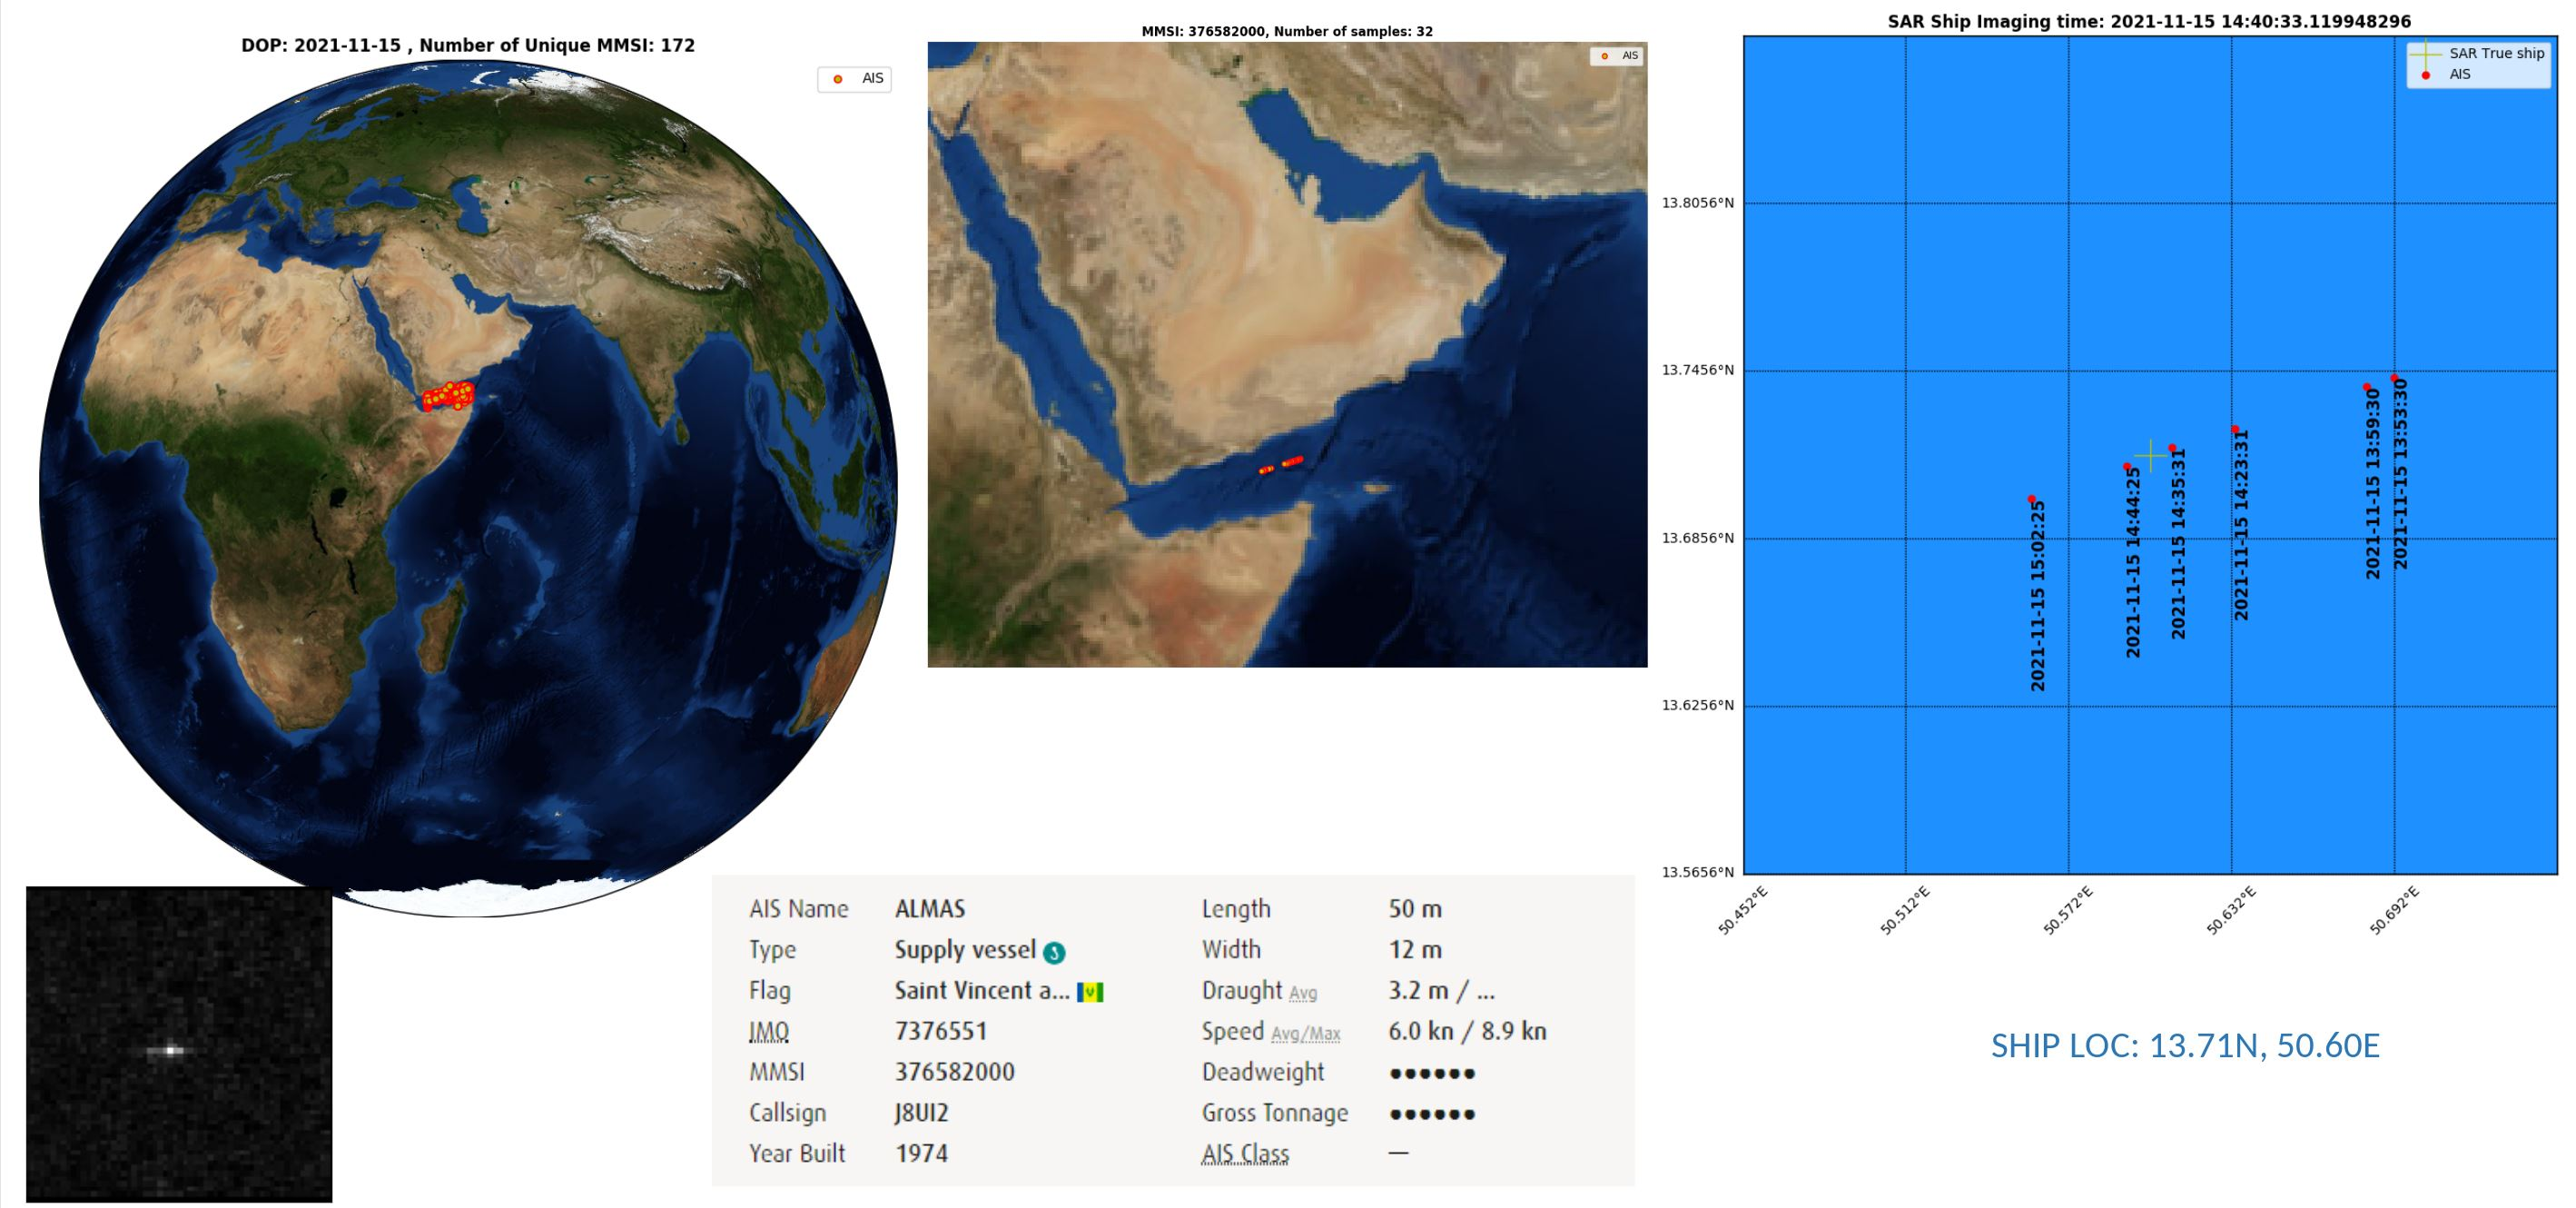 DOP: 2021-11-15 , Number of Unique MMSI: 172
AIS
MMSI: 376582000, Number of samples: 32
AIS
SAR Ship Imaging time: 2021-11-15 14:40:33.119948296
SAR True ship
AIS
13.8056°N
13.7456°N
13.6856°N
13.6256°N
13.5656°N
2021-11-15 15:02:25
2021-11-15 14:44:25
2021-11-15 14:35:31
2021-11-15 14:23:31
2021-11-15 13:59:30
2021-11-15 13:53:30
50.452°E
50.512°E
50.572°E
50.632°E
50.692°E
AIS Name ALMAS Length 50 m
Type Supply vessel Width 12 m
Flag Saint Vincent a... Draught Avg 3.2 m / ...
IMO 7376551 Speed Avg/Max 6.0 kn / 8.9 kn
MMSI 376582000 Deadweight ●●●●●●
Callsign J8UI2 Gross Tonnage ●●●●●●
Year Built 1974 AIS Class —
SHIP LOC: 13.71N, 50.60E